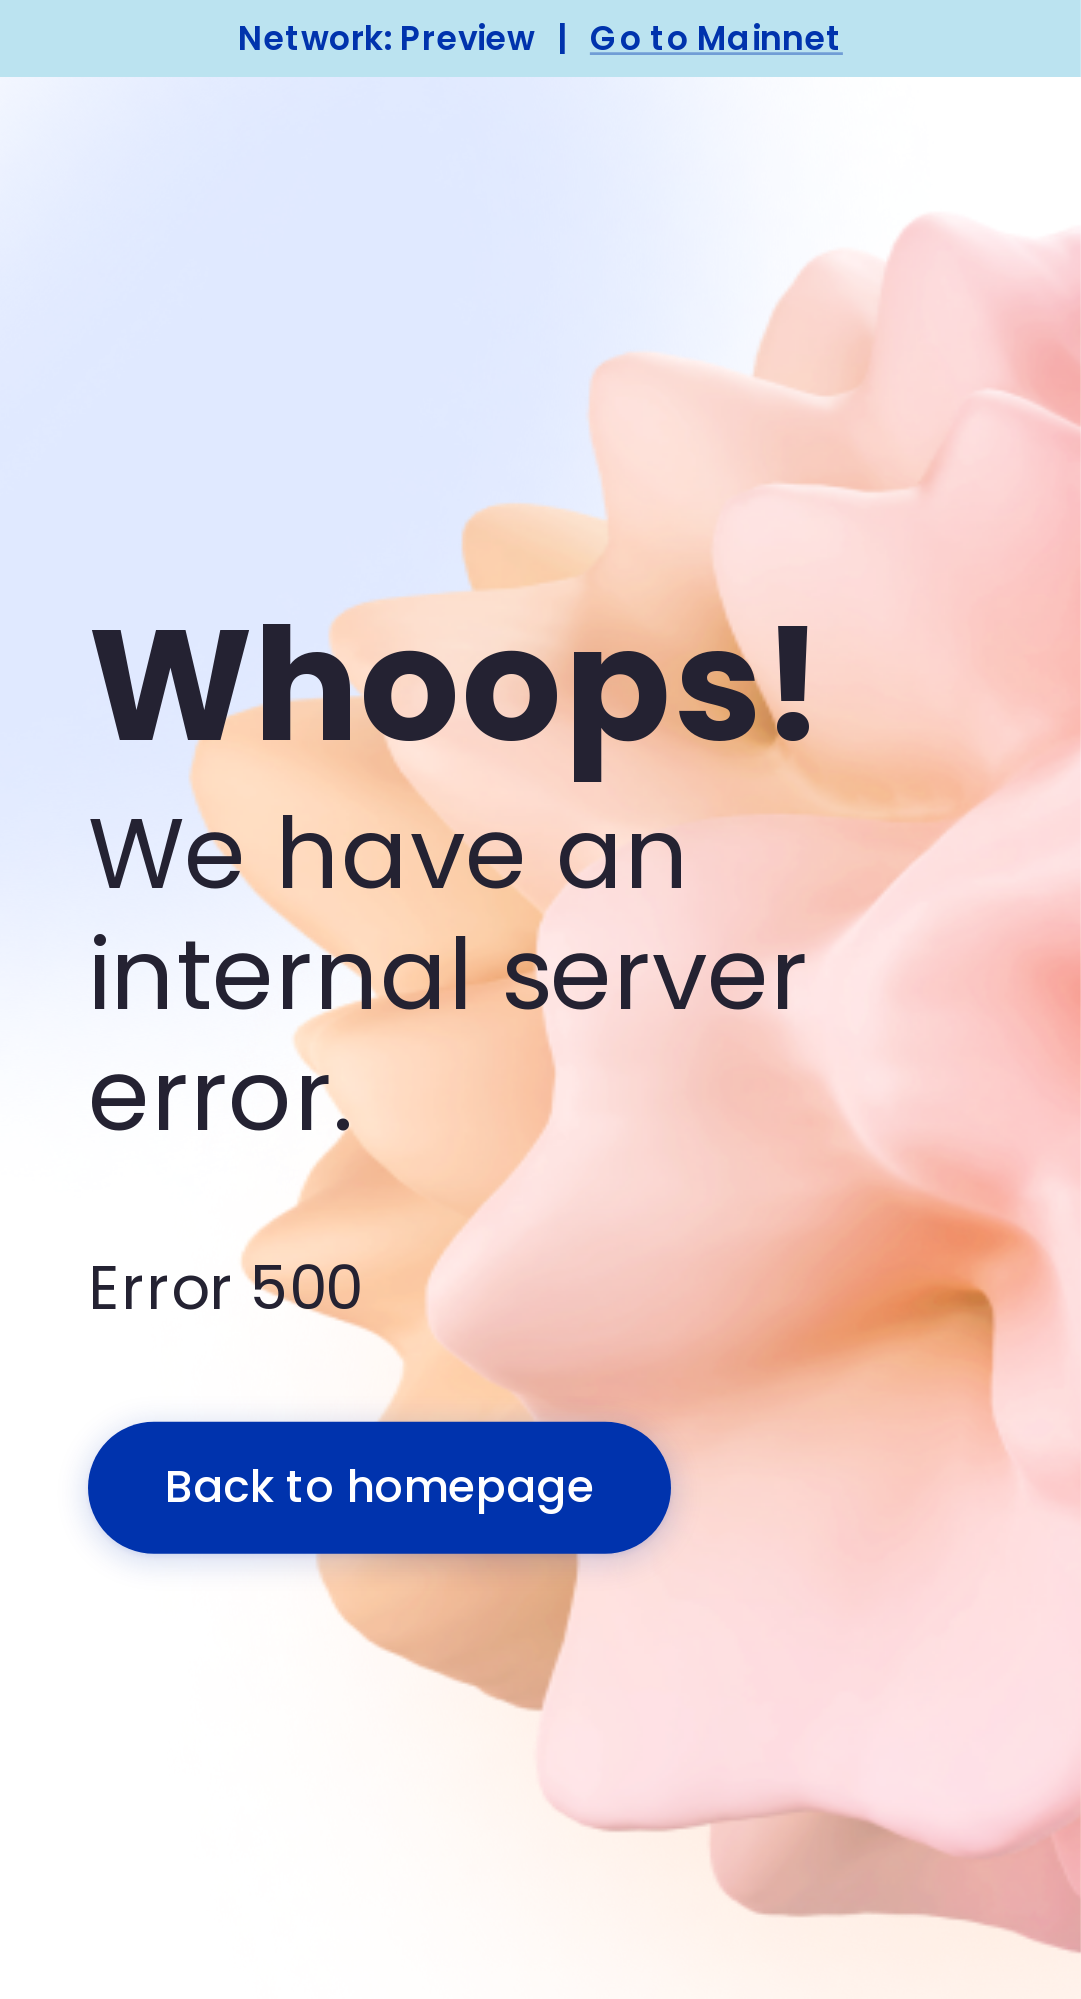 Network: Preview | Go to Mainnet
Whoops!
We have an
internal server
error.
Error 500
Back to homepage